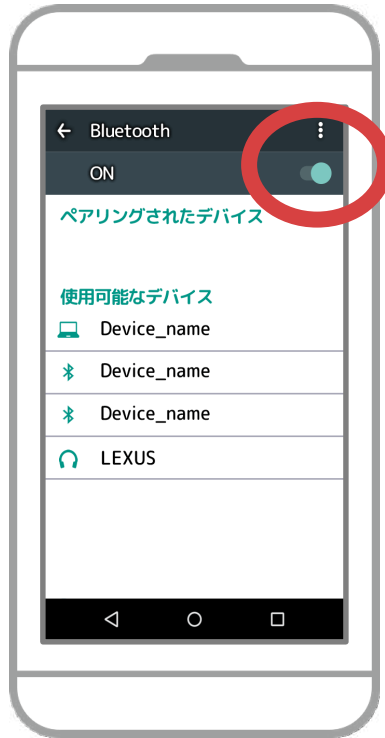 Bluetooth
ON
ペアリングされたデバイス
使用可能なデバイス
Device_name
Device_name
Device_name
LEXUS